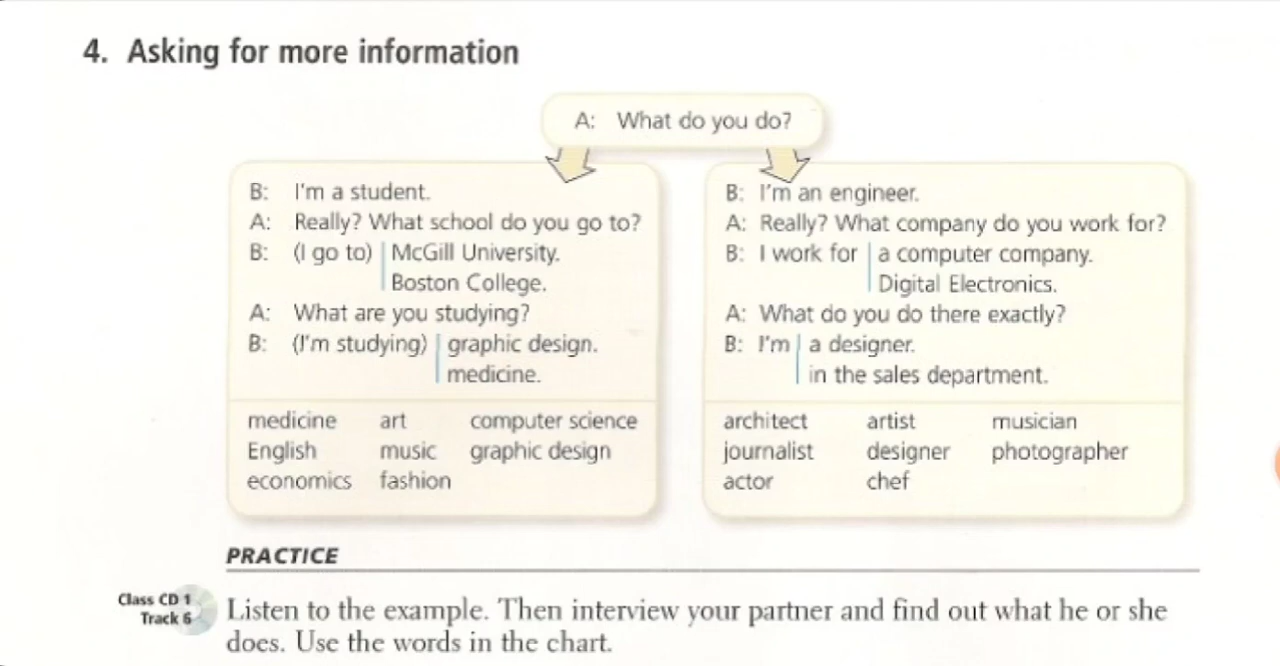 4. Asking for more information
A: What do you do?
B: I'm a student.
A: Really? What school do you go to?
B: (I go to) McGill University.
Boston College.
A: What are you studying?
B: (I'm studying) graphic design.
medicine.
medicine art computer science
English music graphic design
economics fashion
B: I'm an engineer.
A: Really? What company do you work for?
B: I work for a computer company.
Digital Electronics.
A: What do you do there exactly?
B: I'm a designer.
in the sales department.
architect artist musician
journalist designer photographer
actor chef
PRACTICE
Class CD 1
Track 6
Listen to the example. Then interview your partner and find out what he or she
does. Use the words in the chart.